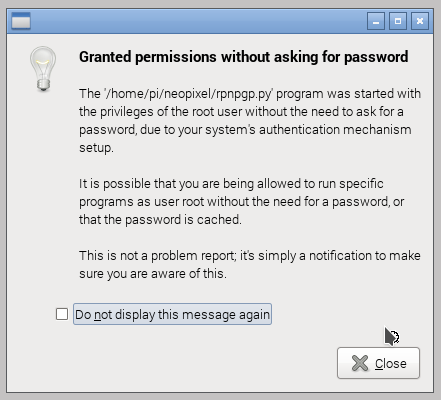 Granted permissions without asking for password
The '/home/pi/neopixel/rpnpgp.py' program was started with
the privileges of the root user without the need to ask for a
password, due to your system's authentication mechanism
setup.
It is possible that you are being allowed to run specific
programs as user root without the need for a password, or
that the password is cached.
This is not a problem report; it's simply a notification to make
sure you are aware of this.
Do not display this message again
Close